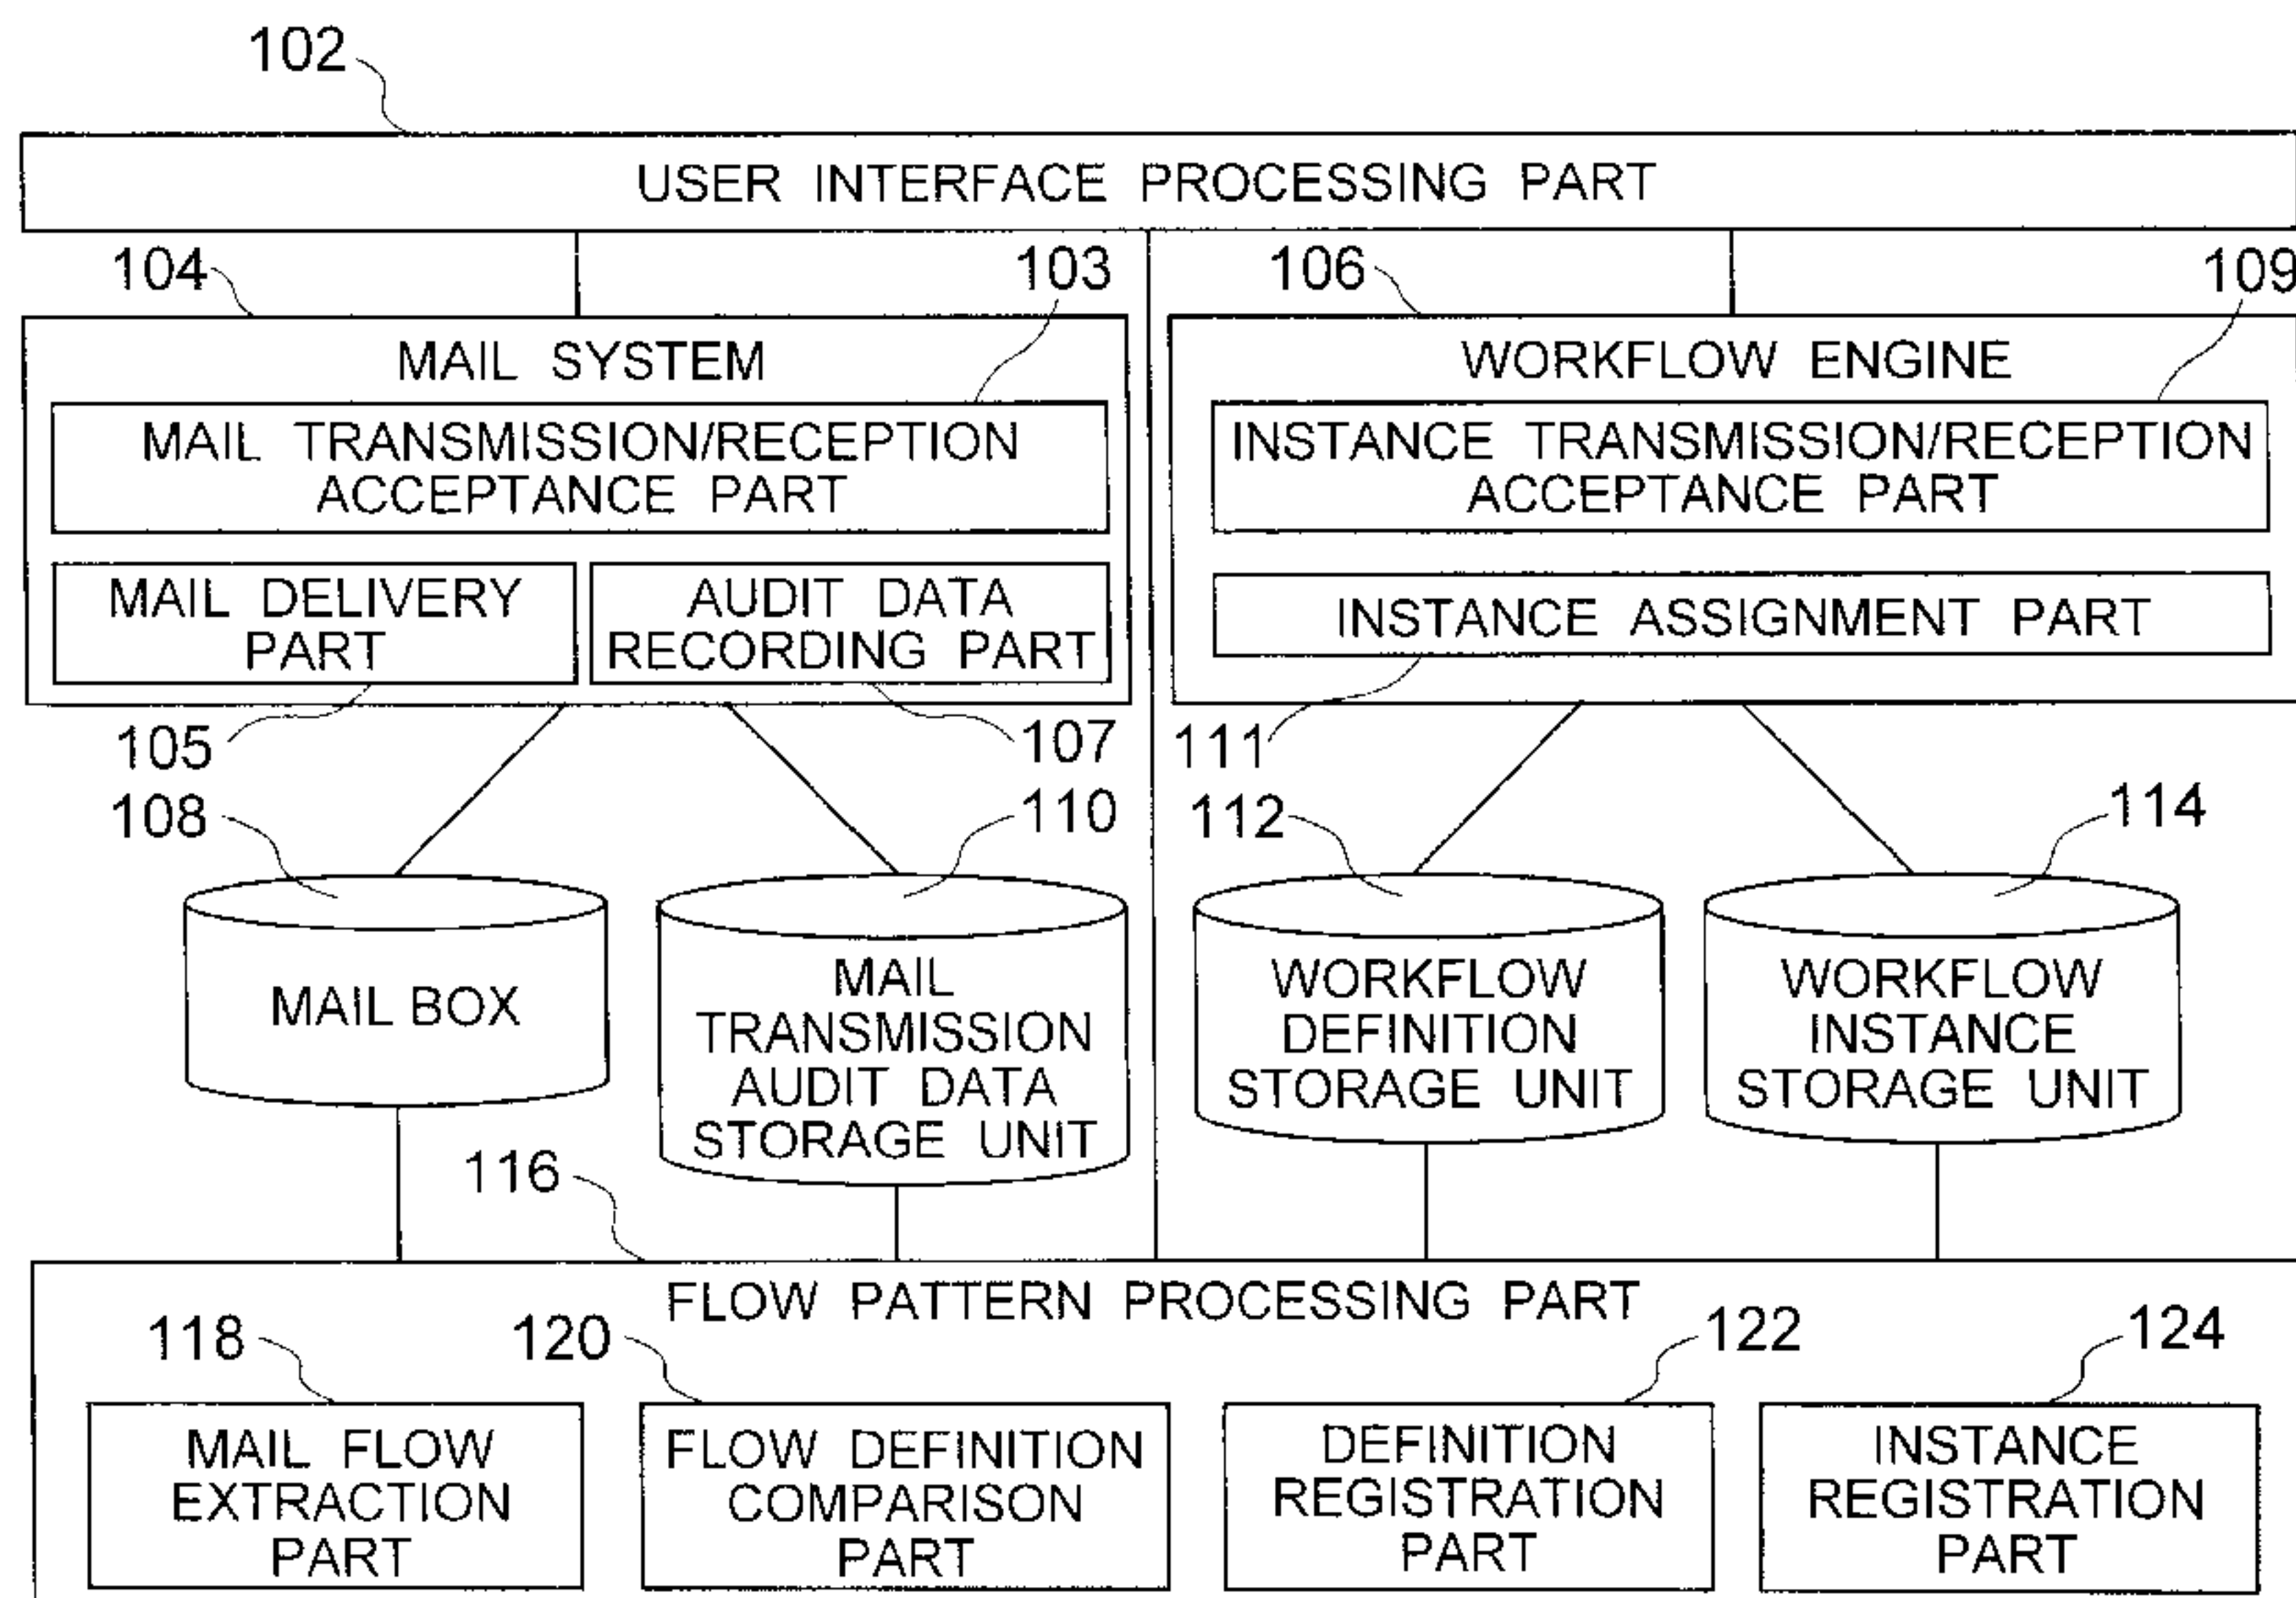 102
USER INTERFACE PROCESSING PART
104
103
106
109
MAIL SYSTEM
MAIL TRANSMISSION/RECEPTION
ACCEPTANCE PART
MAIL DELIVERY
PART
AUDIT DATA
RECORDING PART
WORKFLOW ENGINE
INSTANCE TRANSMISSION/RECEPTION
ACCEPTANCE PART
INSTANCE ASSIGNMENT PART
105
107
111
108
110
112
114
MAIL BOX
MAIL
TRANSMISSION
AUDIT DATA
STORAGE UNIT
WORKFLOW
DEFINITION
STORAGE UNIT
WORKFLOW
INSTANCE
STORAGE UNIT
116
FLOW PATTERN PROCESSING PART
118
120
122
124
MAIL FLOW
EXTRACTION
PART
FLOW DEFINITION
COMPARISON
PART
DEFINITION
REGISTRATION
PART
INSTANCE
REGISTRATION
PART